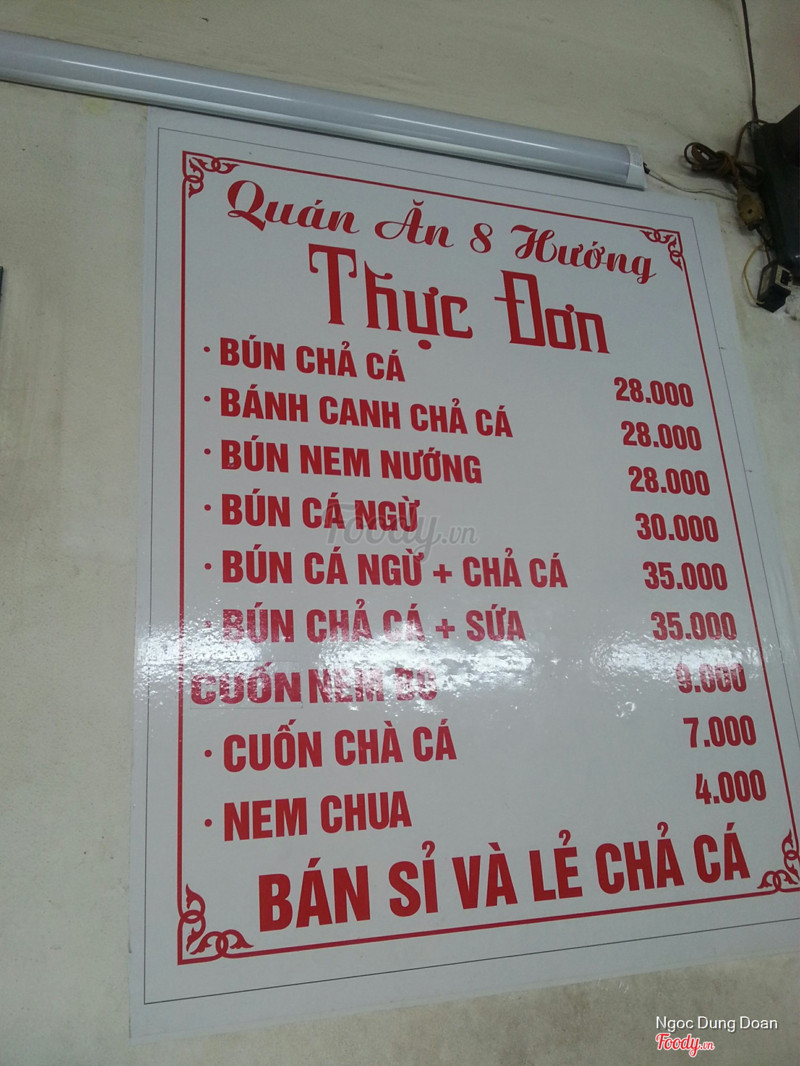 Quán Ăn 8 Hướng
Thực Đơn
· BÚN CHẢ CÁ 28.000
· BÁNH CANH CHẢ CÁ 28.000
· BÚN NEM NƯỚNG 28.000
· BÚN CÁ NGỪ 30.000
· BÚN CÁ NGỪ + CHẢ CÁ 35.000
· BÚN CHẢ CÁ + SỨA 35.000
CUỐN NEM 9.000
· CUỐN CHÀ CÁ 7.000
· NEM CHUA 4.000
BÁN SỈ VÀ LẺ CHẢ CÁ
Foody.vn
Ngoc Dung Doan
Foody.vn